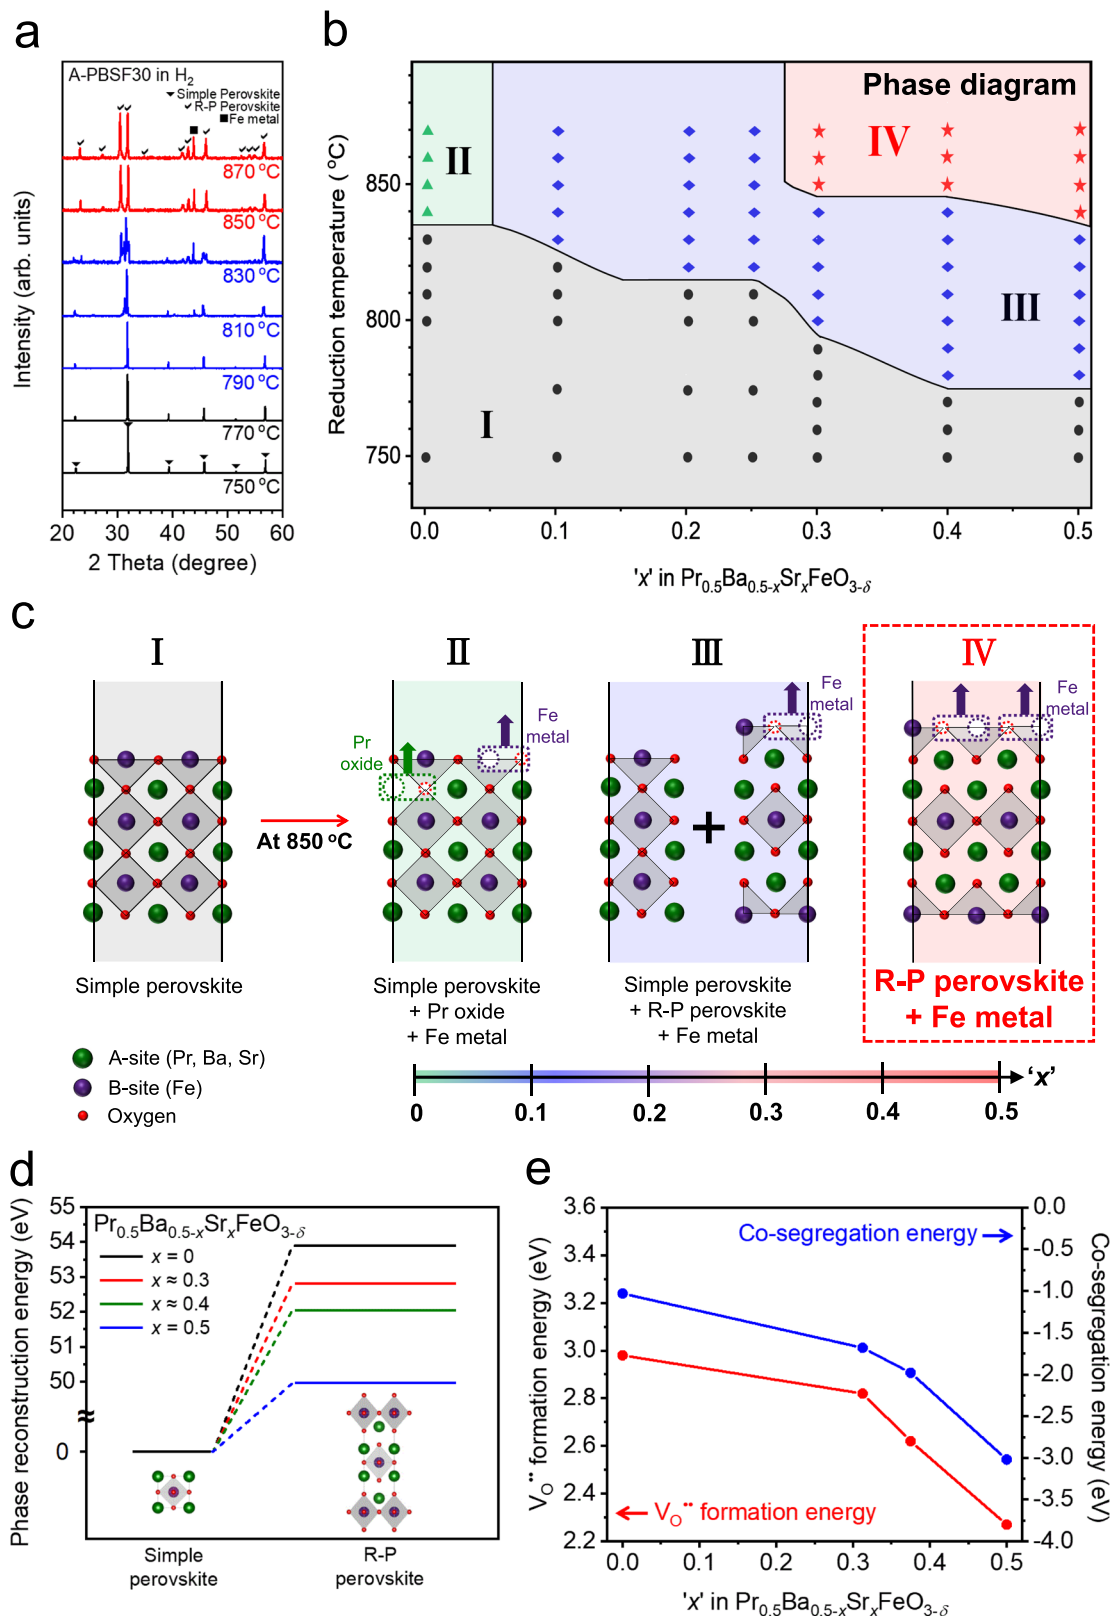 a
A-PBSF30 in H2
Simple Perovskite
R-P Perovskite
Fe metal
870 °C
850 °C
830 °C
810 °C
790 °C
770 °C
750 °C
Intensity (arb. units)
20 30 40 50 60
2 Theta (degree)
b
Phase diagram
I
II
III
IV
Reduction temperature (°C)
850
800
750
0.0 0.1 0.2 0.3 0.4 0.5
'x' in Pr0.5Ba0.5-xSrxFeO3-δ
c
I
II
III
IV
At 850 °C
Pr
oxide
Fe
metal
Fe
metal
Fe
metal
Simple perovskite
Simple perovskite
+ Pr oxide
+ Fe metal
Simple perovskite
+ R-P perovskite
+ Fe metal
R-P perovskite
+ Fe metal
+
A-site (Pr, Ba, Sr)
B-site (Fe)
Oxygen
0 0.1 0.2 0.3 0.4 0.5
'x'
d
Phase reconstruction energy (eV)
55
54
53
52
51
50
0
≈
Pr0.5Ba0.5-xSrxFeO3-δ
x = 0
x ≈ 0.3
x ≈ 0.4
x = 0.5
Simple
perovskite
R-P
perovskite
e
VO•• formation energy (eV)
3.6
3.4
3.2
3.0
2.8
2.6
2.4
2.2
Co-segregation energy
VO•• formation energy
0.0
-0.5
-1.0
-1.5
-2.0
-2.5
-3.0
-3.5
-4.0
Co-segregation energy (eV)
0.0 0.1 0.2 0.3 0.4 0.5
'x' in Pr0.5Ba0.5-xSrxFeO3-δ